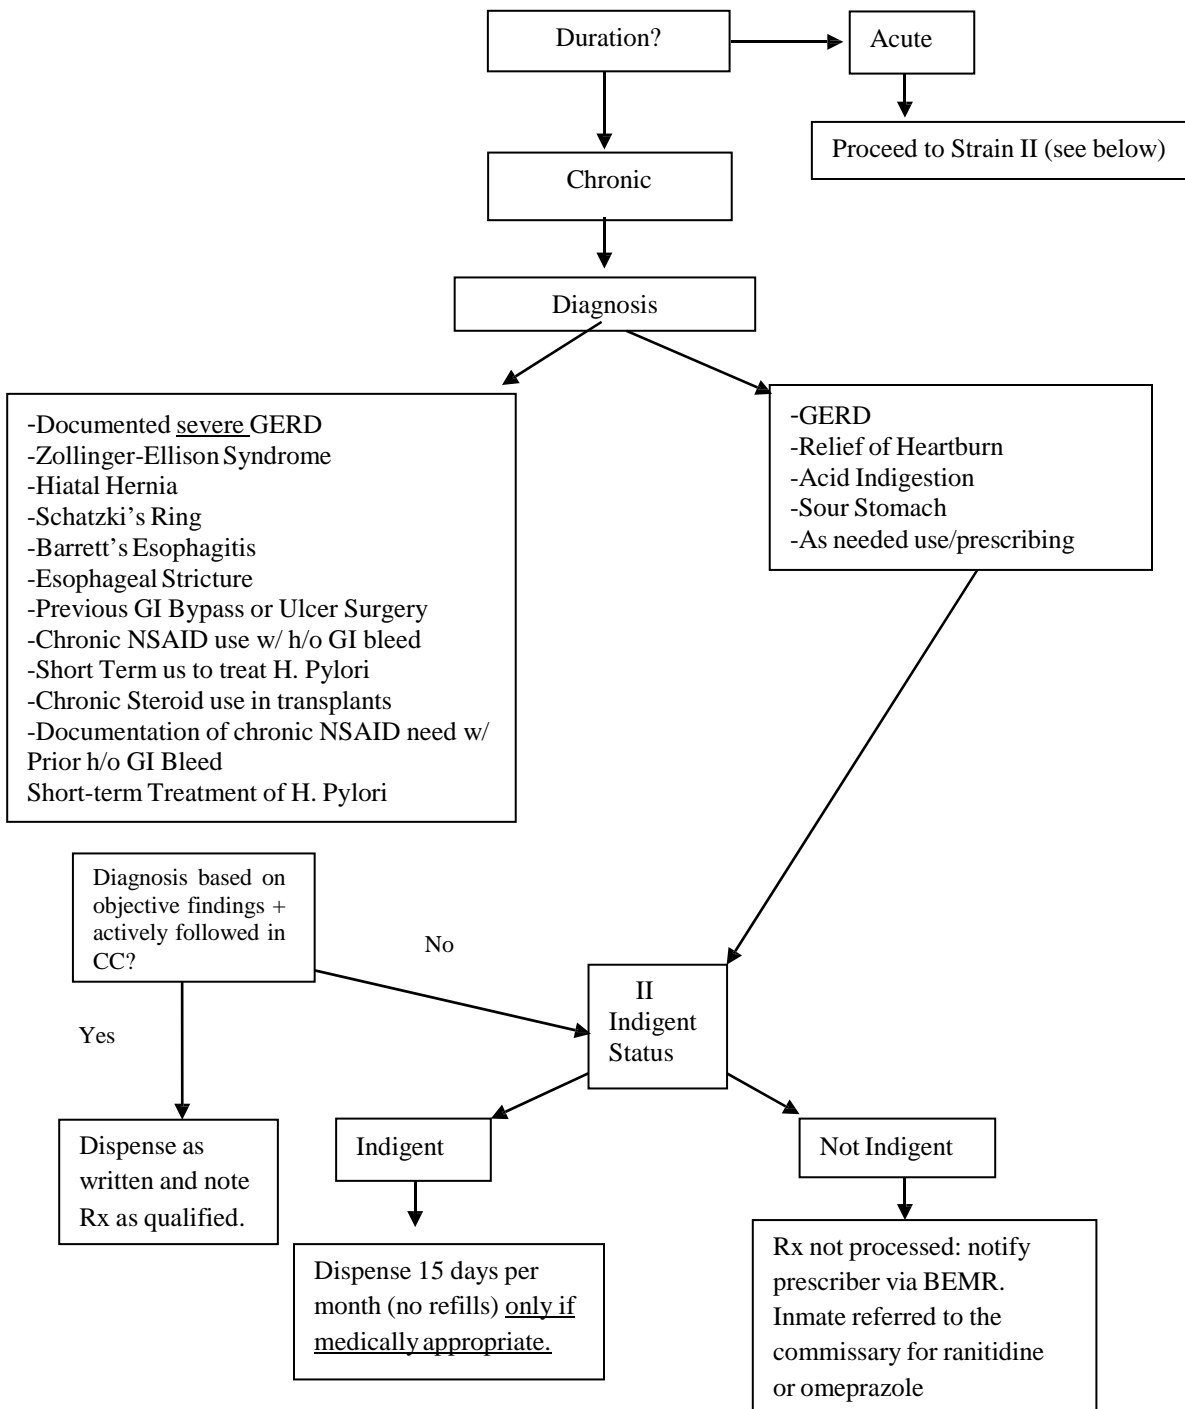 Duration?
Acute
Proceed to Strain II (see below)
Chronic
Diagnosis
-Documented severe GERD
-Zollinger-Ellison Syndrome
-Hiatal Hernia
-Schatzki’s Ring
-Barrett’s Esophagitis
-Esophageal Stricture
-Previous GI Bypass or Ulcer Surgery
-Chronic NSAID use w/ h/o GI bleed
-Short Term us to treat H. Pylori
-Chronic Steroid use in transplants
-Documentation of chronic NSAID need w/
Prior h/o GI Bleed
Short-term Treatment of H. Pylori
-GERD
-Relief of Heartburn
-Acid Indigestion
-Sour Stomach
-As needed use/prescribing
Diagnosis based on
objective findings +
actively followed in
CC?
No
Yes
II
Indigent
Status
Dispense as
written and note
Rx as qualified.
Indigent
Not Indigent
Dispense 15 days per
month (no refills) only if
medically appropriate.
Rx not processed: notify
prescriber via BEMR.
Inmate referred to the
commissary for ranitidine
or omeprazole